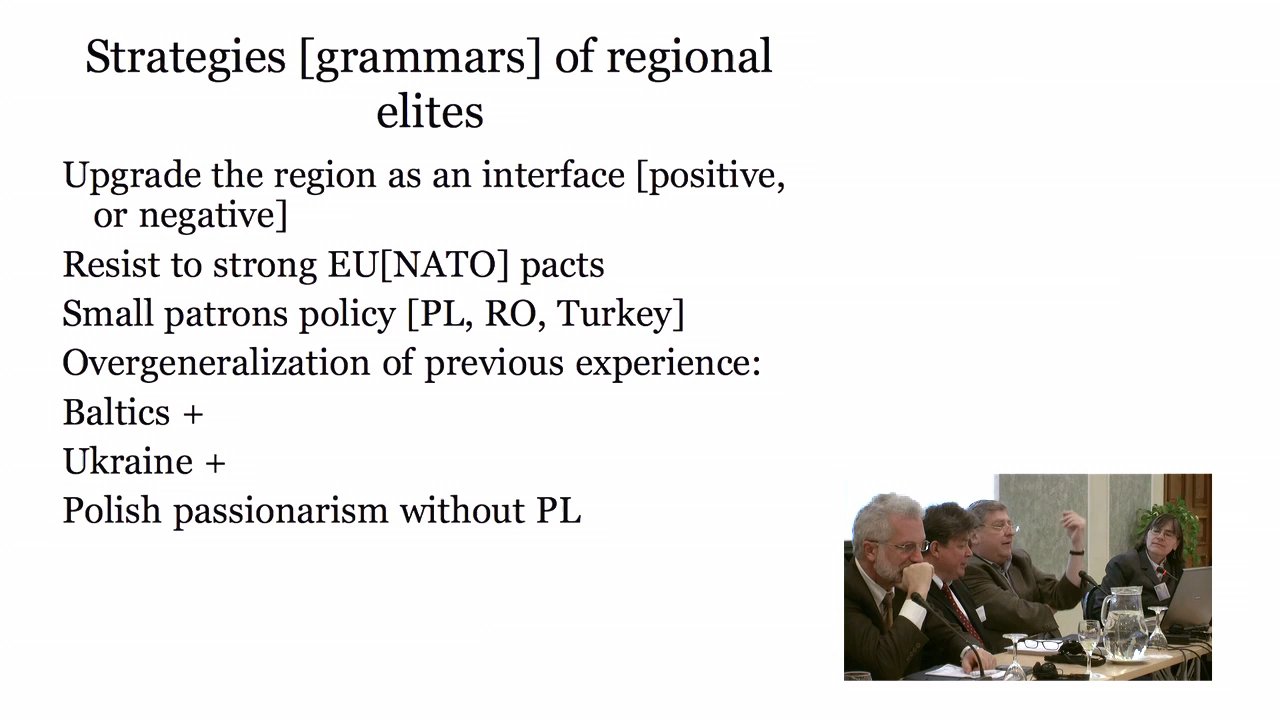 Strategies [grammars] of regional
elites
Upgrade the region as an interface [positive,
or negative]
Resist to strong EU[NATO] pacts
Small patrons policy [PL, RO, Turkey]
Overgeneralization of previous experience:
Baltics +
Ukraine +
Polish passionarism without PL